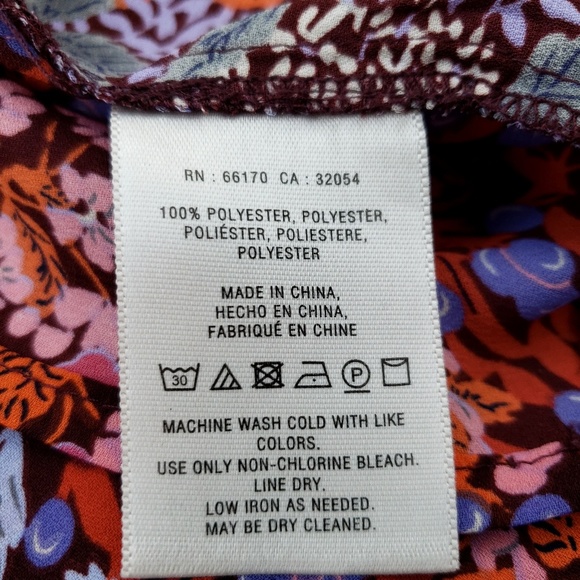 RN : 66170 CA : 32054
100% POLYESTER, POLYESTER,
POLIÉSTER, POLIESTERE,
POLYESTER
MADE IN CHINA,
HECHO EN CHINA,
FABRIQUÉ EN CHINE
30 P
MACHINE WASH COLD WITH LIKE
COLORS.
USE ONLY NON-CHLORINE BLEACH.
LINE DRY.
LOW IRON AS NEEDED.
MAY BE DRY CLEANED.